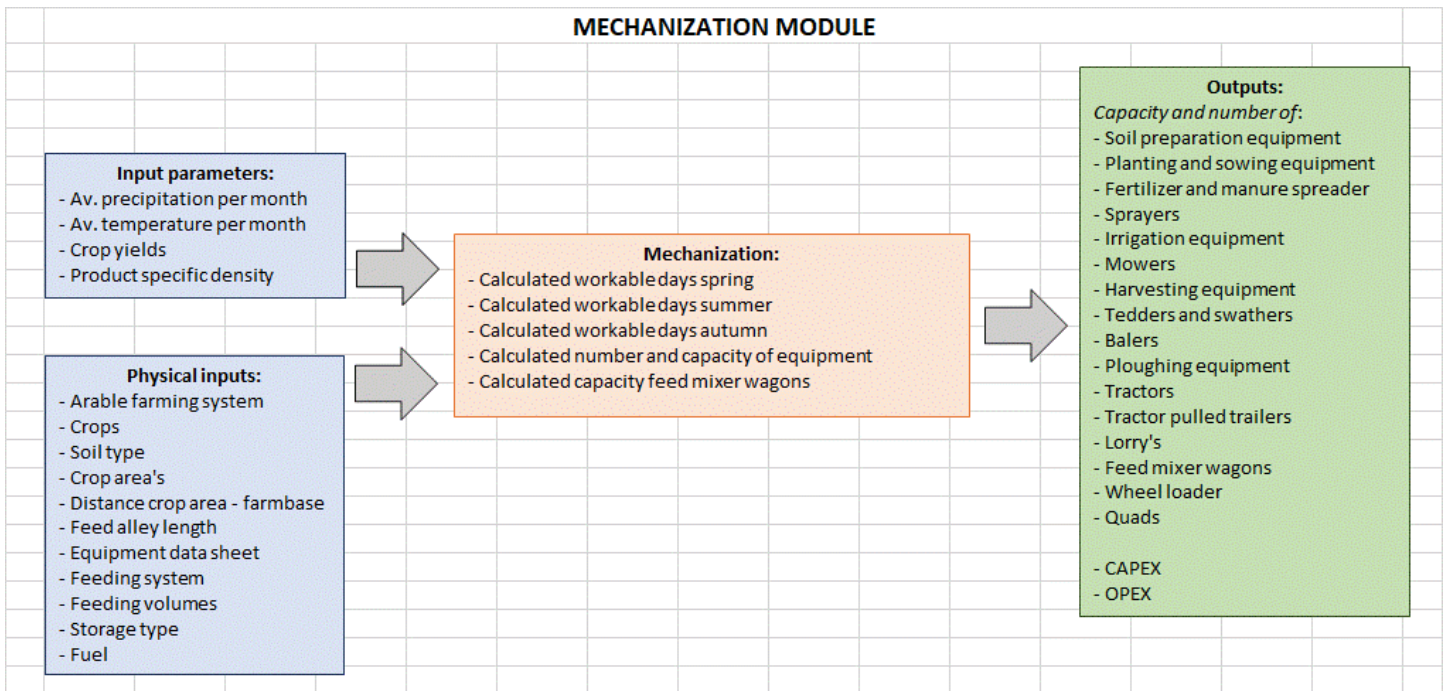 MECHANIZATION MODULE
Input parameters:
- Av. precipitation per month
- Av. temperature per month
- Crop yields
- Product specific density
Physical inputs:
- Arable farming system
- Crops
- Soil type
- Crop area's
- Distance crop area - farmbase
- Feed alley length
- Equipment data sheet
- Feeding system
- Feeding volumes
- Storage type
- Fuel
Mechanization:
- Calculated workable days spring
- Calculated workable days summer
- Calculated workable days autumn
- Calculated number and capacity of equipment
- Calculated capacity feed mixer wagons
Outputs:
Capacity and number of:
- Soil preparation equipment
- Planting and sowing equipment
- Fertilizer and manure spreader
- Sprayers
- Irrigation equipment
- Mowers
- Harvesting equipment
- Tedders and swathers
- Balers
- Ploughing equipment
- Tractors
- Tractor pulled trailers
- Lorry's
- Feed mixer wagons
- Wheel loader
- Quads
- CAPEX
- OPEX